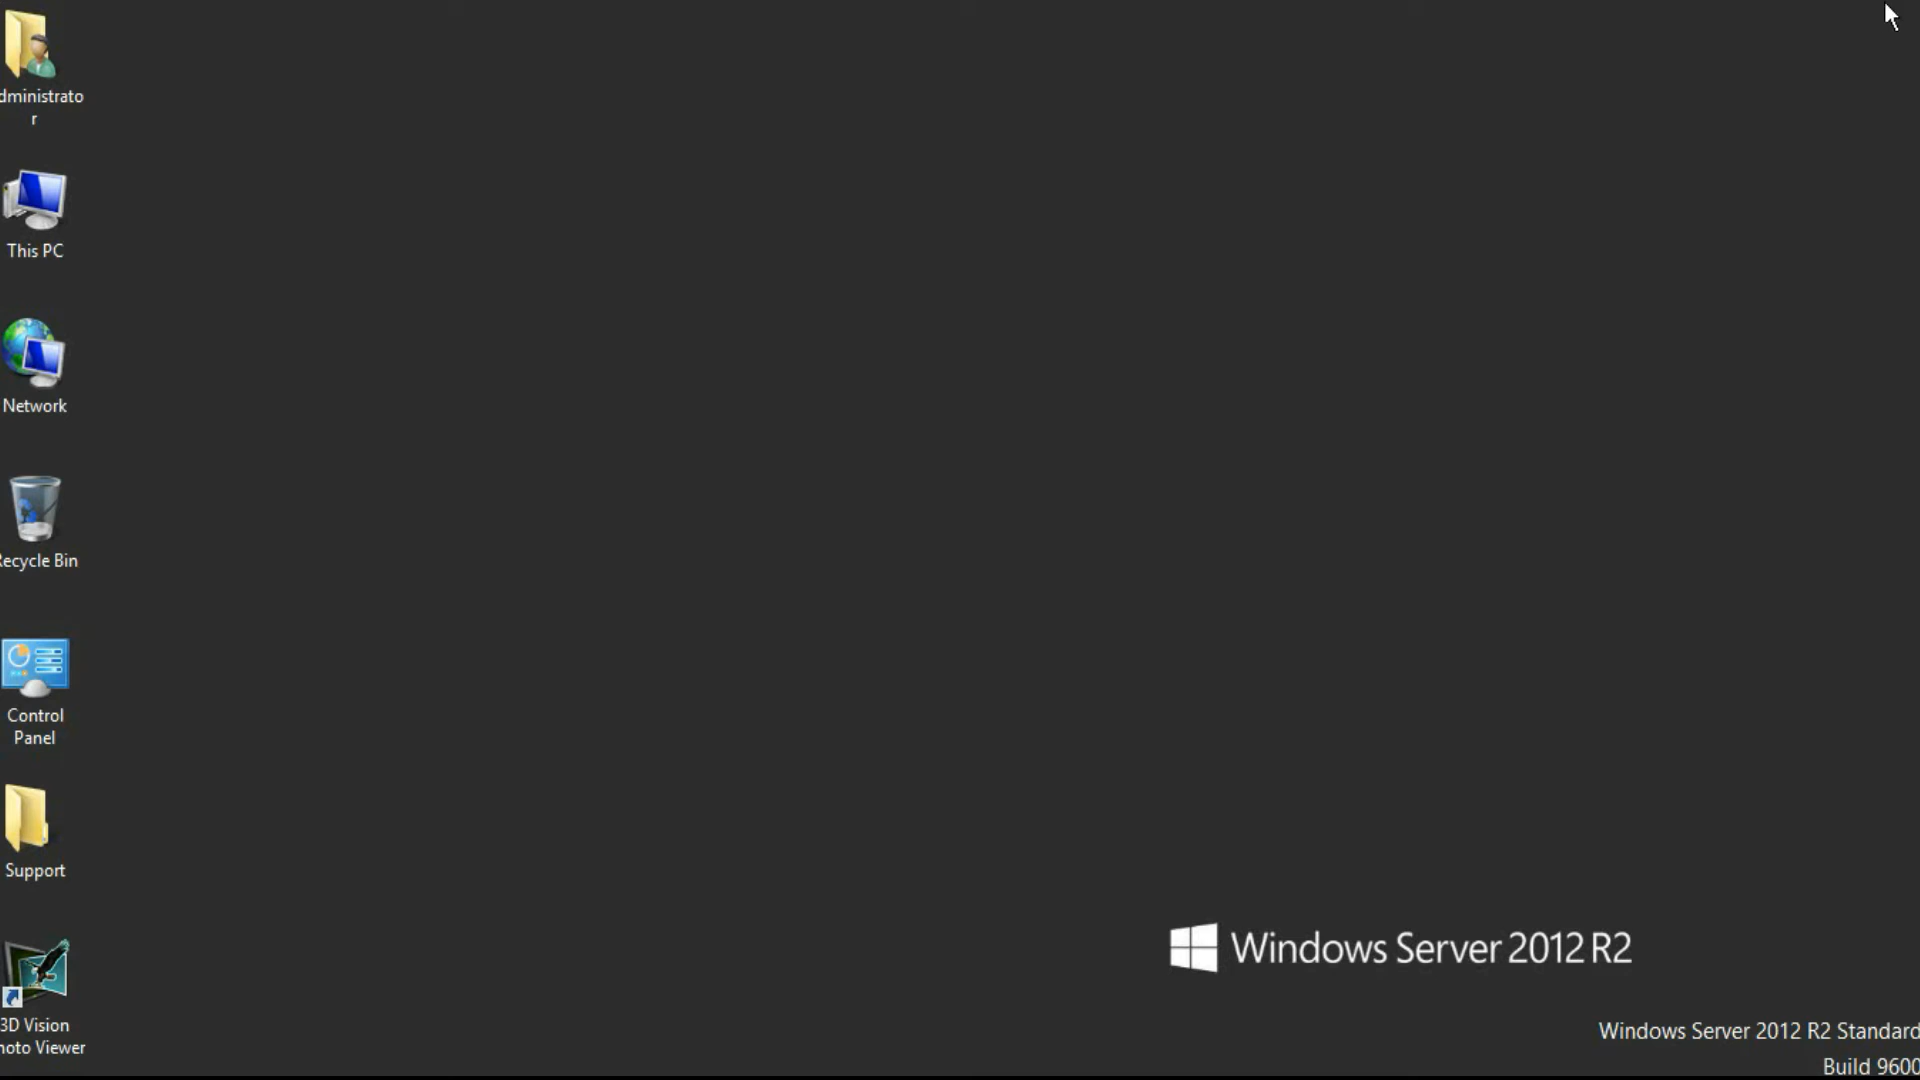 dministrato
r
This PC
Network
Recycle Bin
Control
Panel
Support
3D Vision
hoto Viewer
Windows Server 2012 R2
Windows Server 2012 R2 Standard
Build 9600